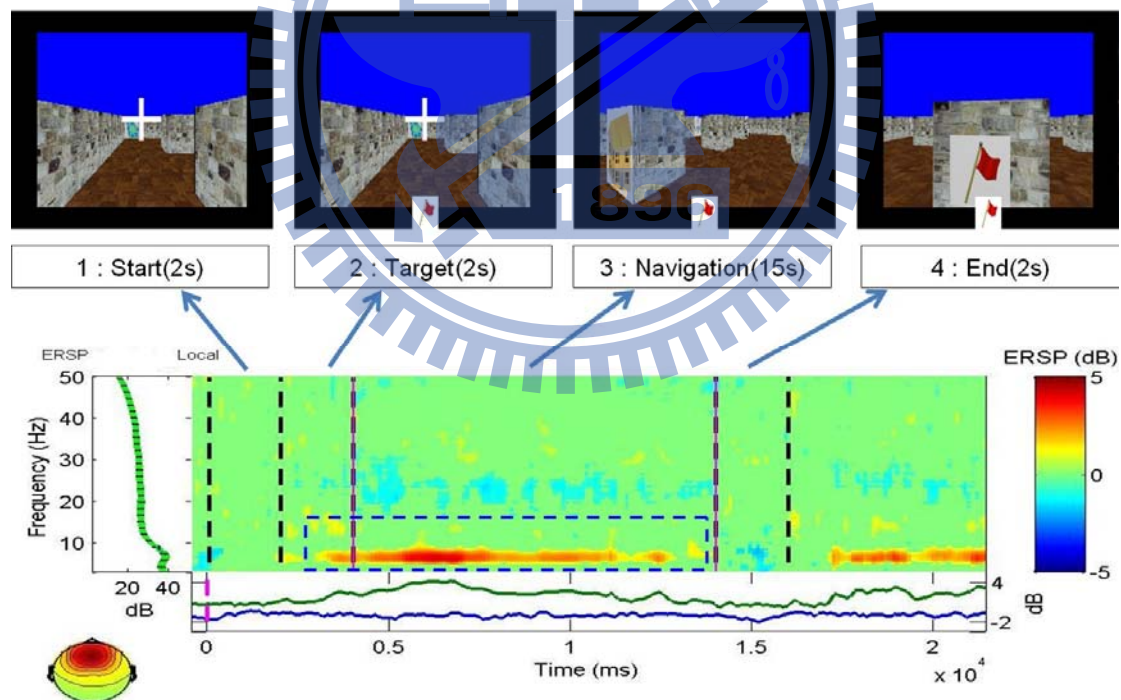 1896
1 : Start(2s)
2 : Target(2s)
3 : Navigation(15s)
4 : End(2s)
ERSP
Local
ERSP (dB)
50
40
30
20
10
Frequency (Hz)
5
0
-5
20 40
dB
4
-2
dB
0 0.5 1 1.5 2
Time (ms)
x 10⁴